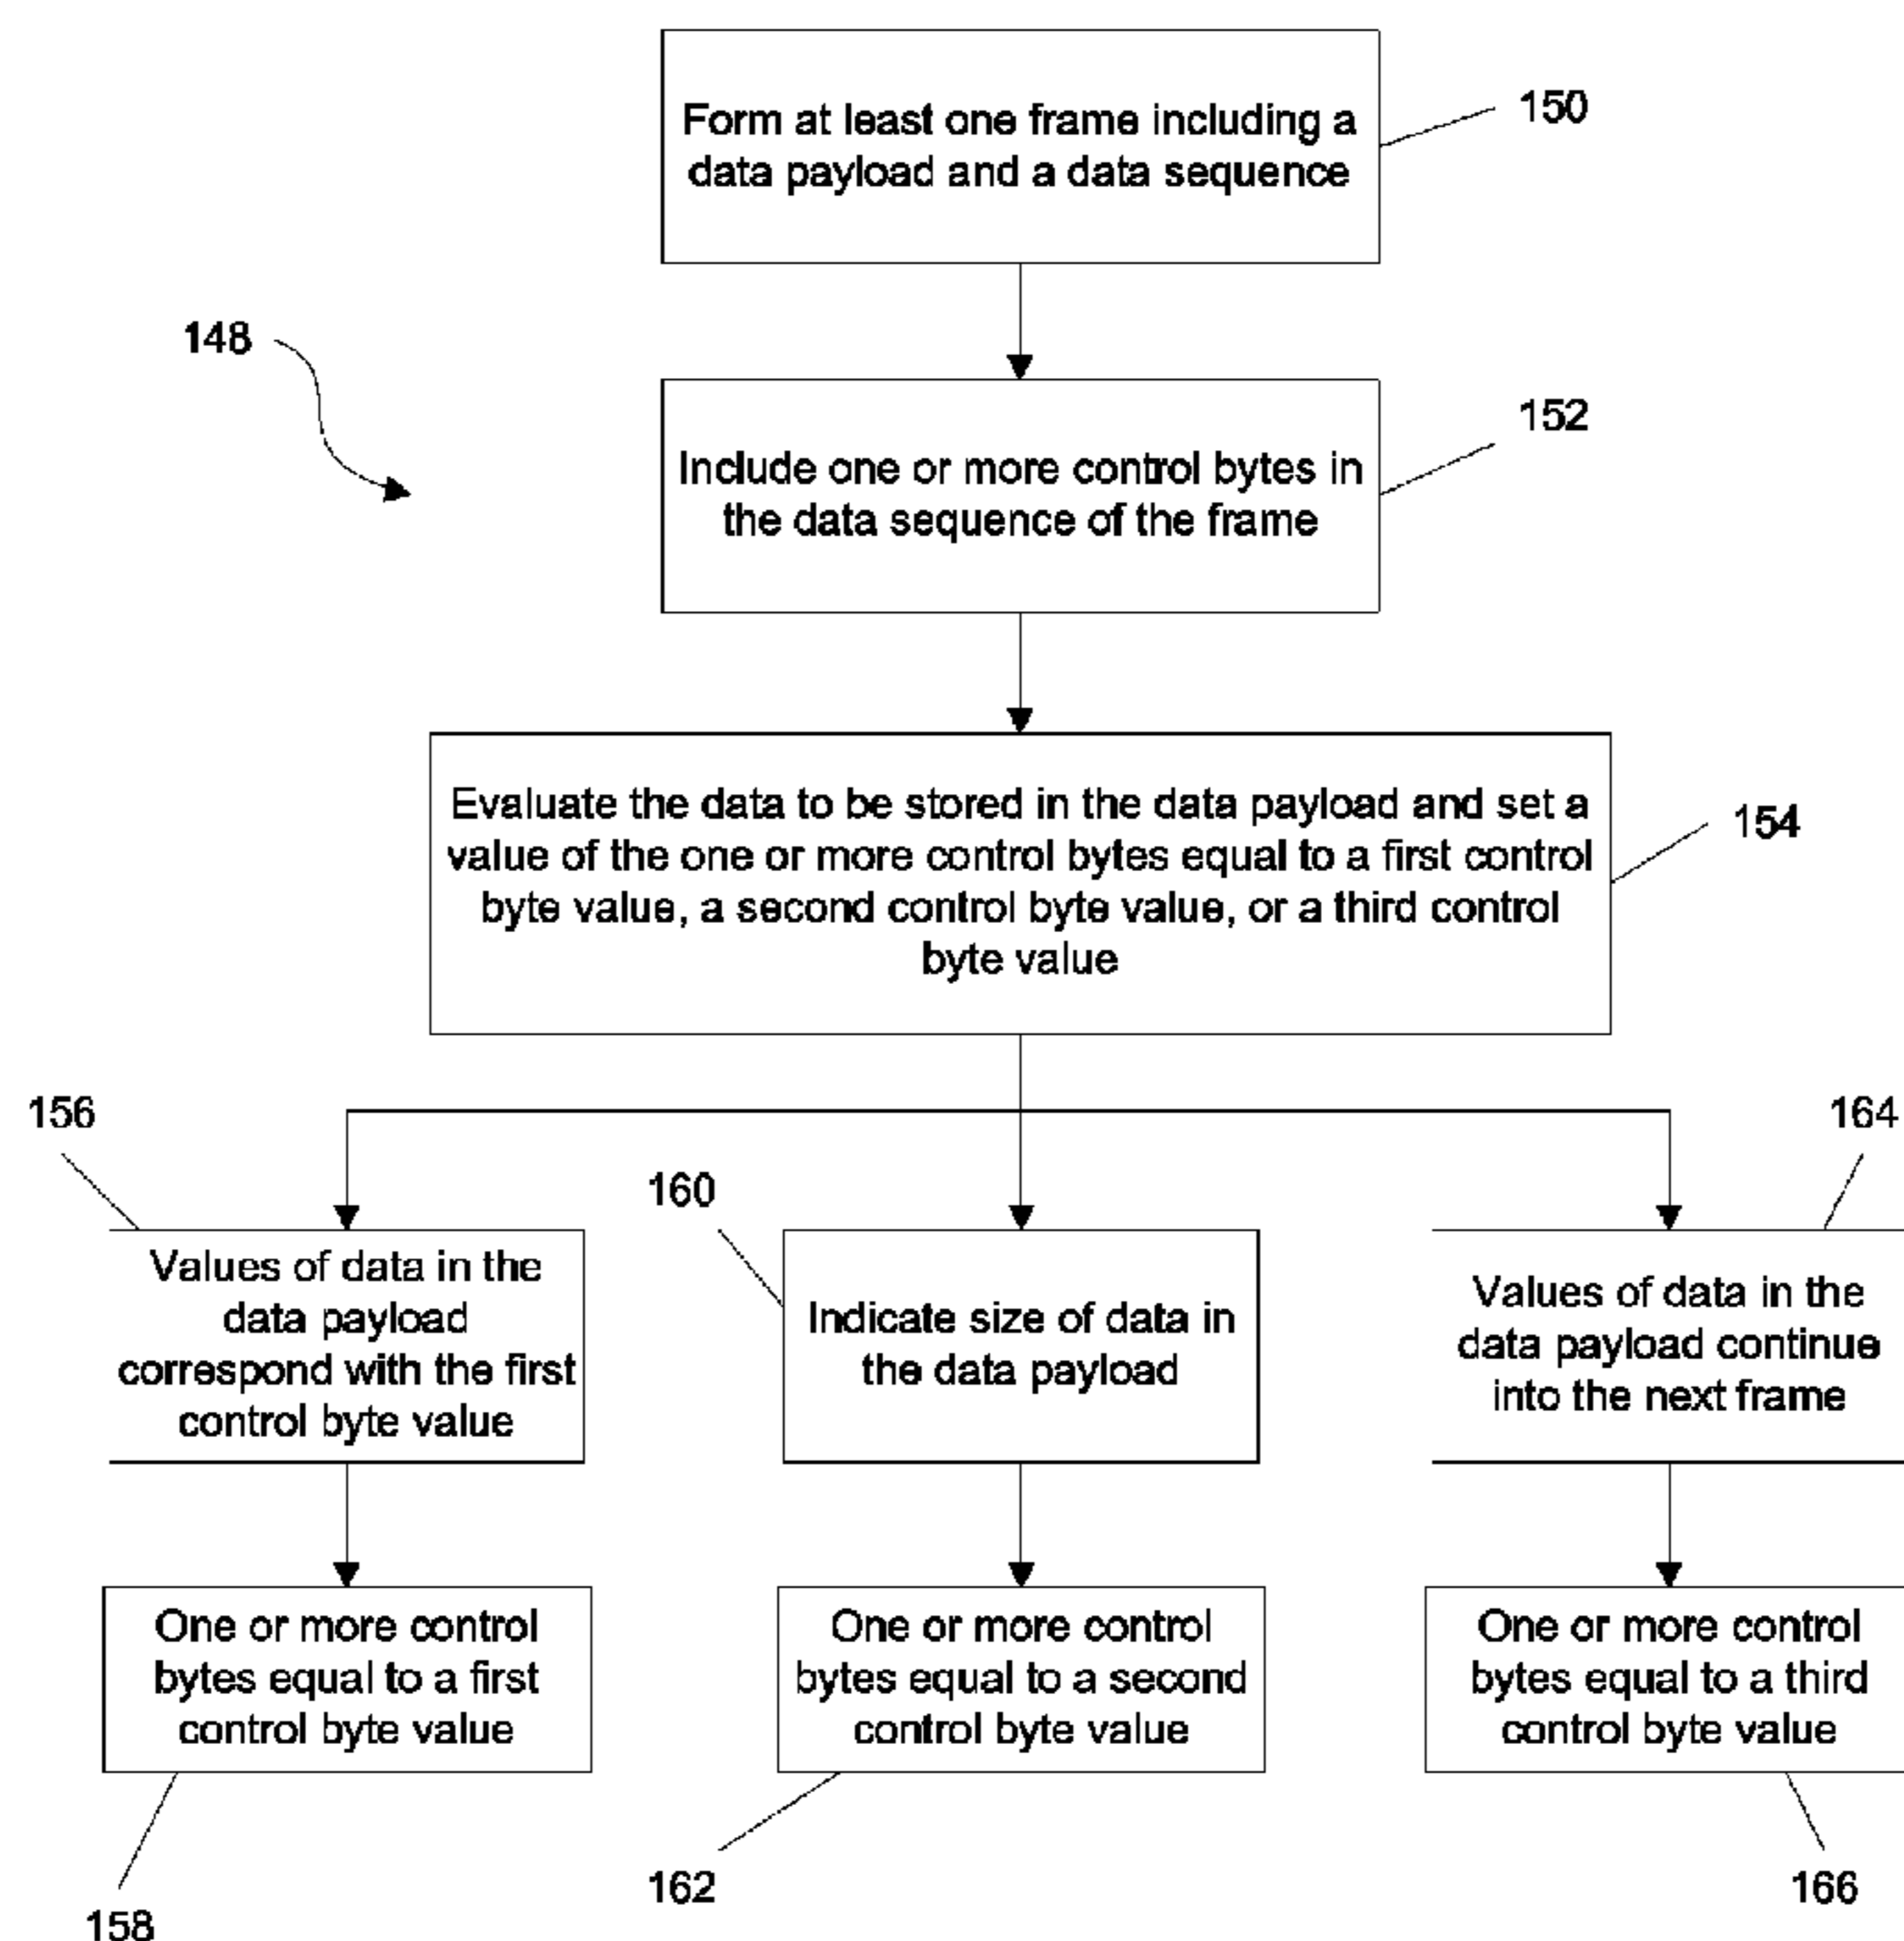 Form at least one frame including a
data payload and a data sequence
150
148
Include one or more control bytes in
the data sequence of the frame
152
Evaluate the data to be stored in the data payload and set a
value of the one or more control bytes equal to a first control
byte value, a second control byte value, or a third control
byte value
154
156
Values of data in the
data payload
correspond with the first
control byte value
160
Indicate size of data in
the data payload
164
Values of data in the
data payload continue
into the next frame
One or more control
bytes equal to a first
control byte value
158
One or more control
bytes equal to a second
control byte value
162
One or more control
bytes equal to a third
control byte value
166